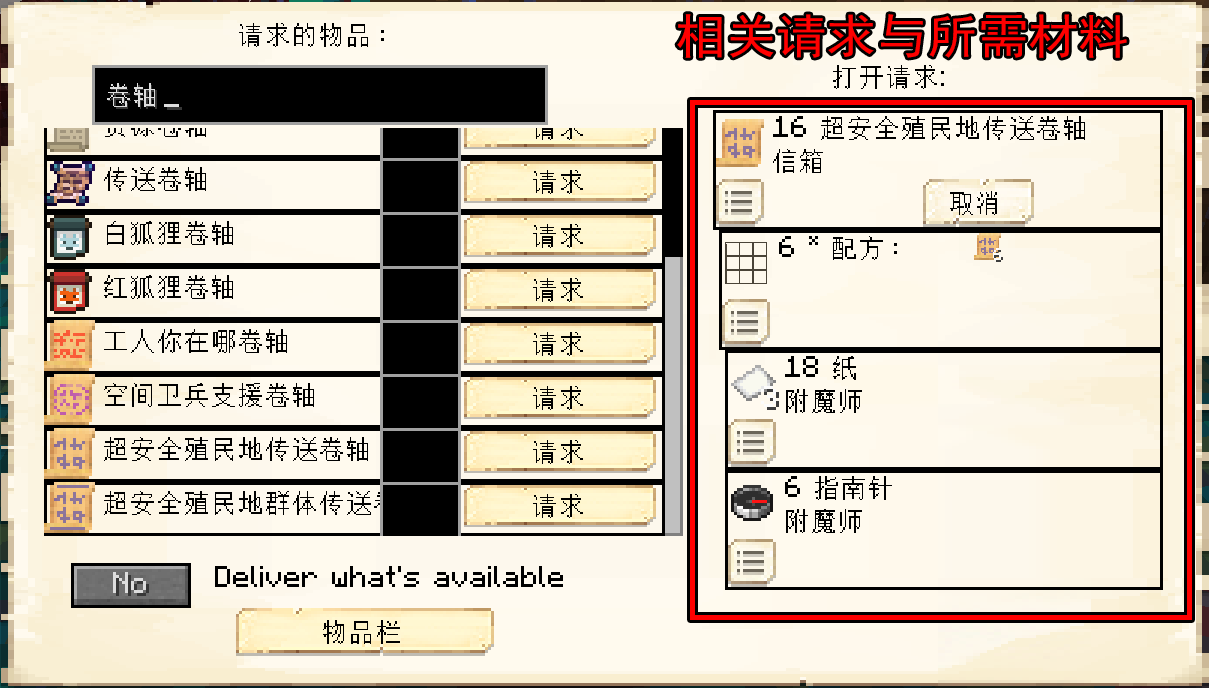 请求的物品：
卷轴_
卷轴
请求
传送卷轴
请求
白狐狸卷轴
请求
红狐狸卷轴
请求
工人你在哪卷轴
请求
空间卫兵支援卷轴
请求
超安全殖民地传送卷轴
请求
超安全殖民地群体传送
请求
No
Deliver what's available
物品栏
相关请求与所需材料
打开请求:
16 超安全殖民地传送卷轴
信箱
取消
6 × 配方：
3
18 纸
3
附魔师
6 指南针
附魔师